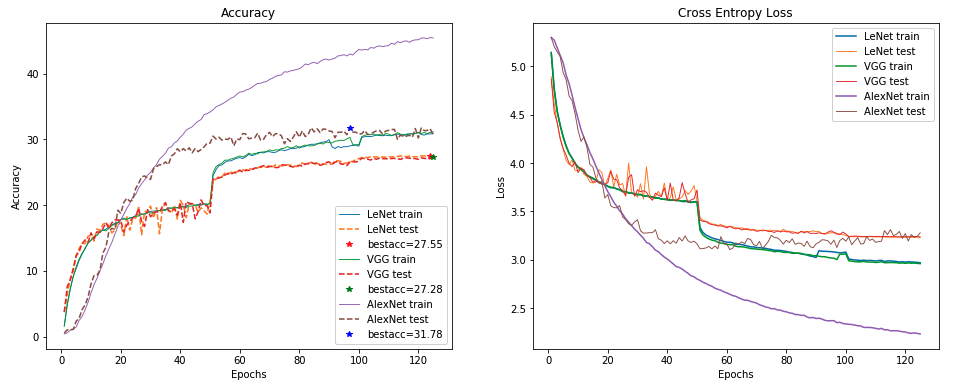 Accuracy
Accuracy
40
30
20
10
0
0
20
40
60
80
100
120
Epochs
LeNet train
LeNet test
bestacc=27.55
VGG train
VGG test
bestacc=27.28
AlexNet train
AlexNet test
bestacc=31.78
Cross Entropy Loss
Loss
5.0
4.5
4.0
3.5
3.0
2.5
0
20
40
60
80
100
120
Epochs
LeNet train
LeNet test
VGG train
VGG test
AlexNet train
AlexNet test